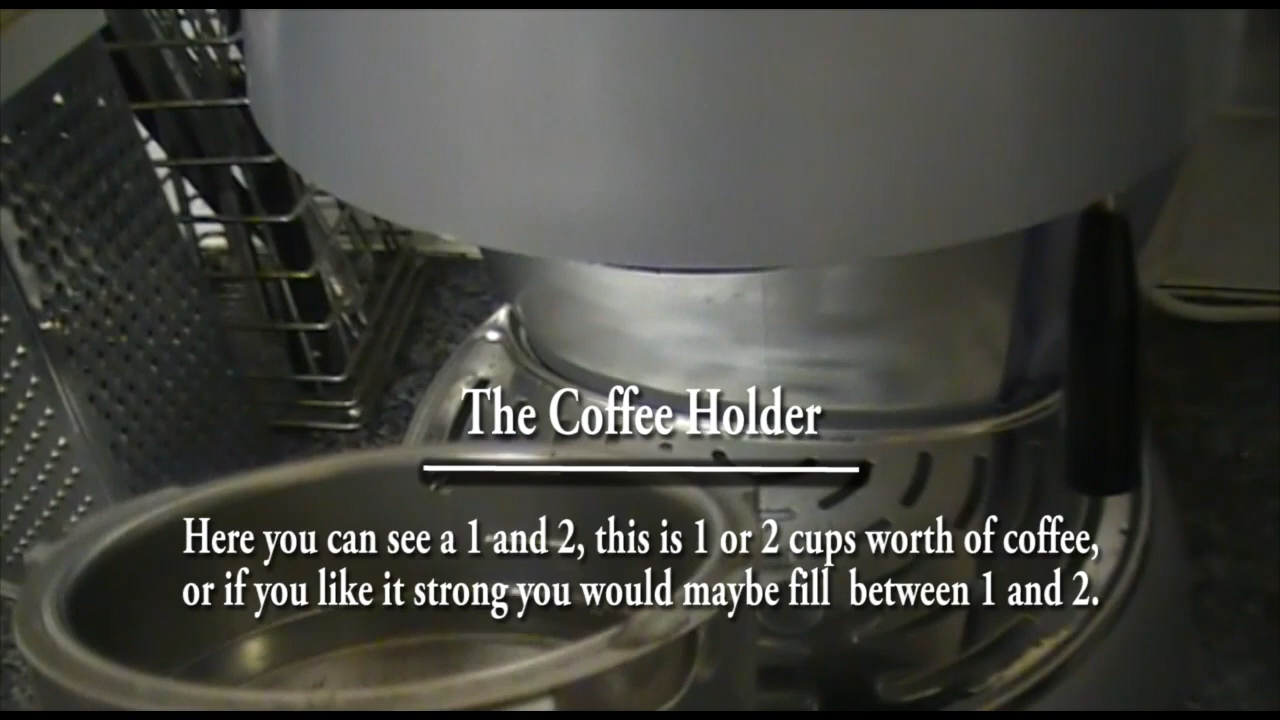 The Coffee Holder
Here you can see a 1 and 2, this is 1 or 2 cups worth of coffee,
or if you like it strong you would maybe fill between 1 and 2.